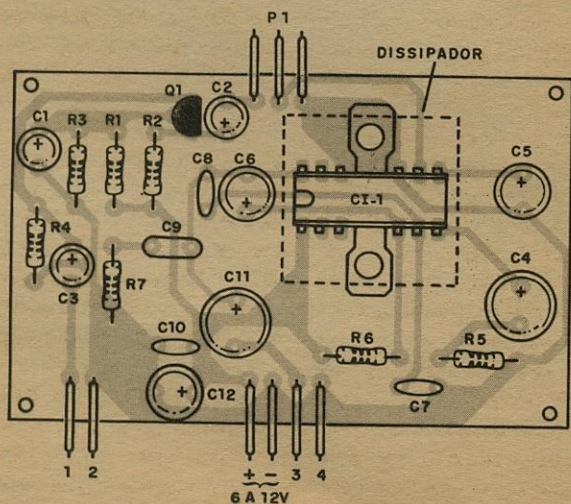 P1
DISSIPADOR
Q1
C2
C1
R3
R1
R2
C8
C6
C5
CI-1
R4
C9
C4
C3
R7
C11
R6
R5
C10
C12
C7
1
2
+ -
3
4
6 A 12V